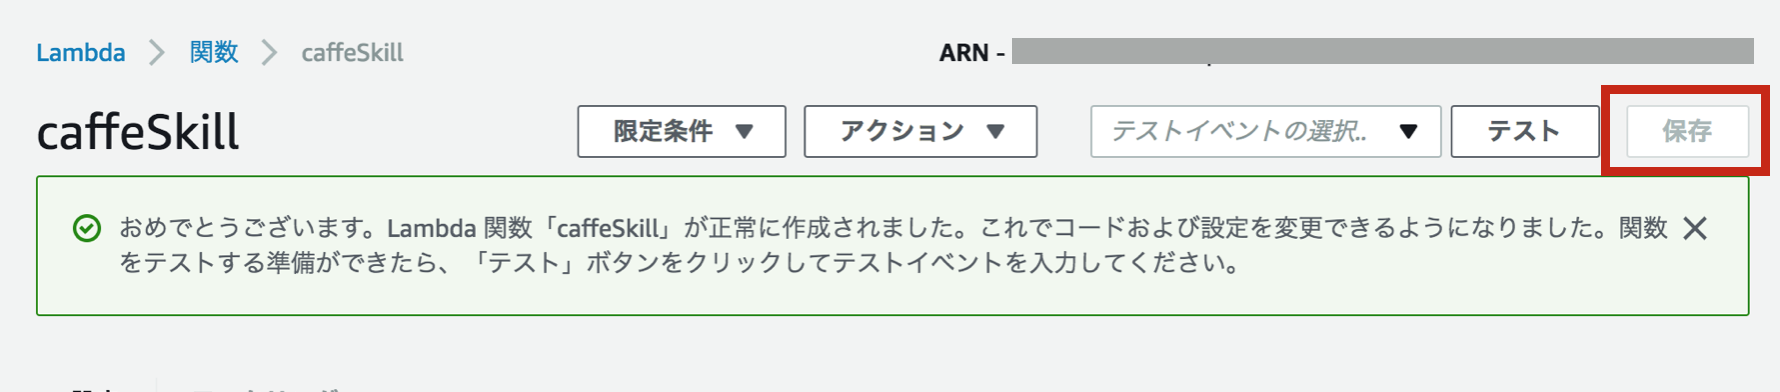 Lambda 関数 caffeSkill ARN -
caffeSkill 限定条件 アクション テストイベントの選択.. テスト 保存
おめでとうございます。Lambda 関数「caffeSkill」が正常に作成されました。これでコードおよび設定を変更できるようになりました。関数
をテストする準備ができたら、「テスト」ボタンをクリックしてテストイベントを入力してください。